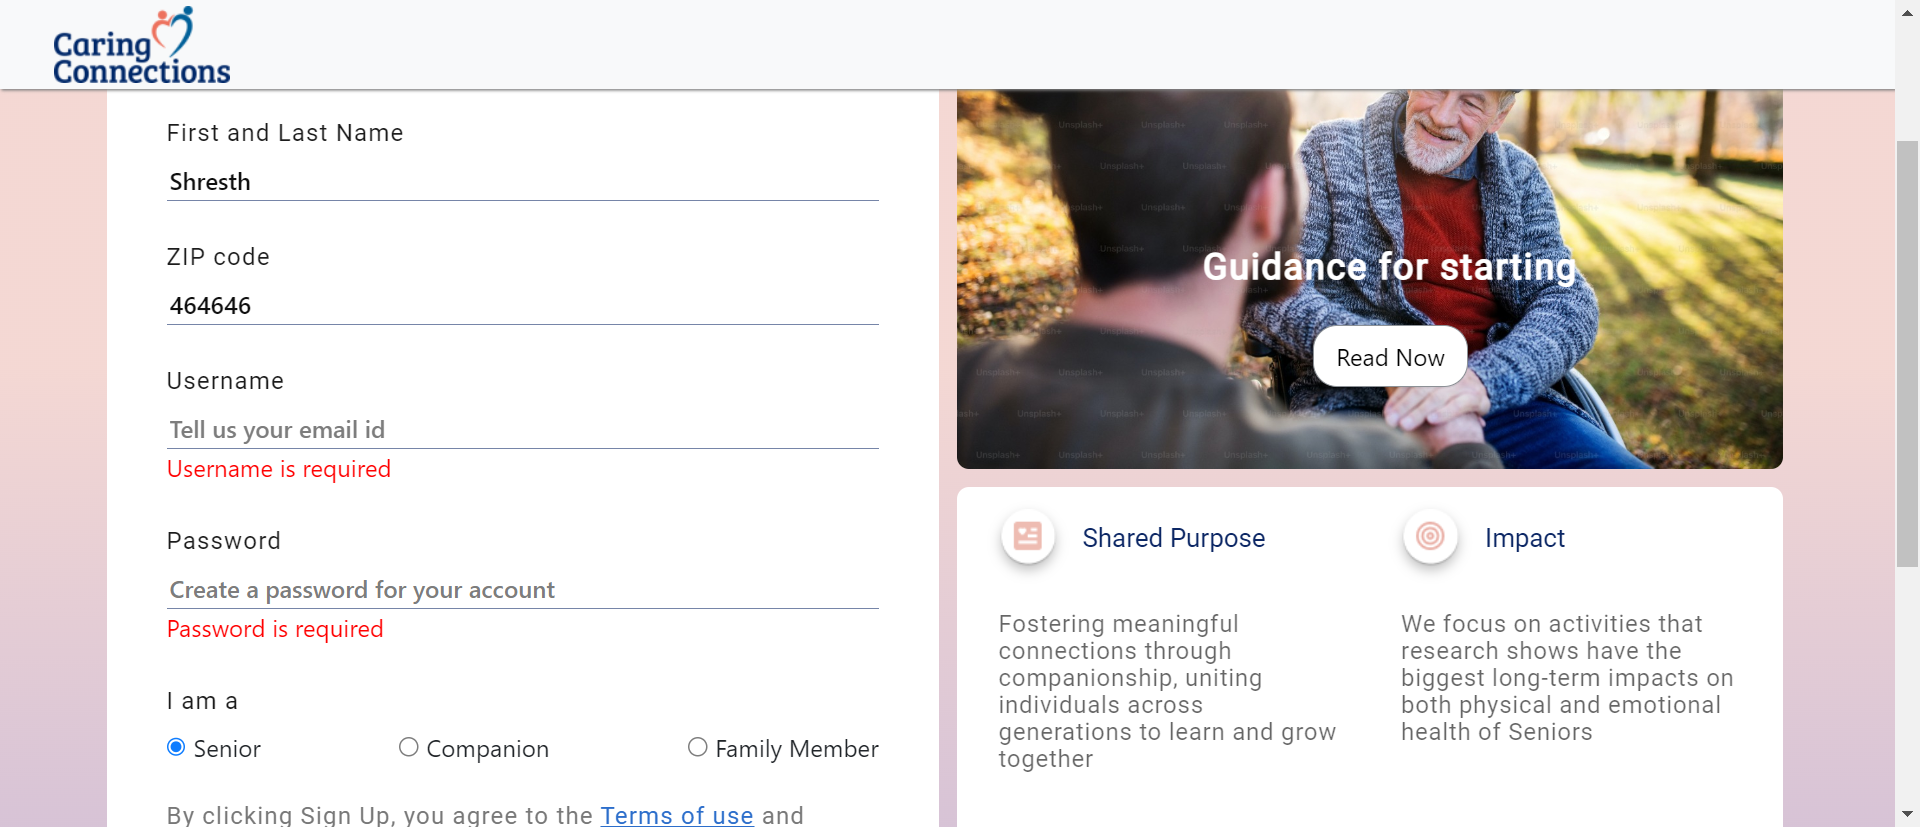 Caring
Connections
First and Last Name
Shresth
ZIP code
464646
Username
Tell us your email id
Username is required
Password
Create a password for your account
Password is required
I am a
Senior
Companion
Family Member
By clicking Sign Up, you agree to the Terms of use and
Guidance for starting
Read Now
Unsplash+
Shared Purpose
Fostering meaningful
connections through
companionship, uniting
individuals across
generations to learn and grow
together
Impact
We focus on activities that
research shows have the
biggest long-term impacts on
both physical and emotional
health of Seniors